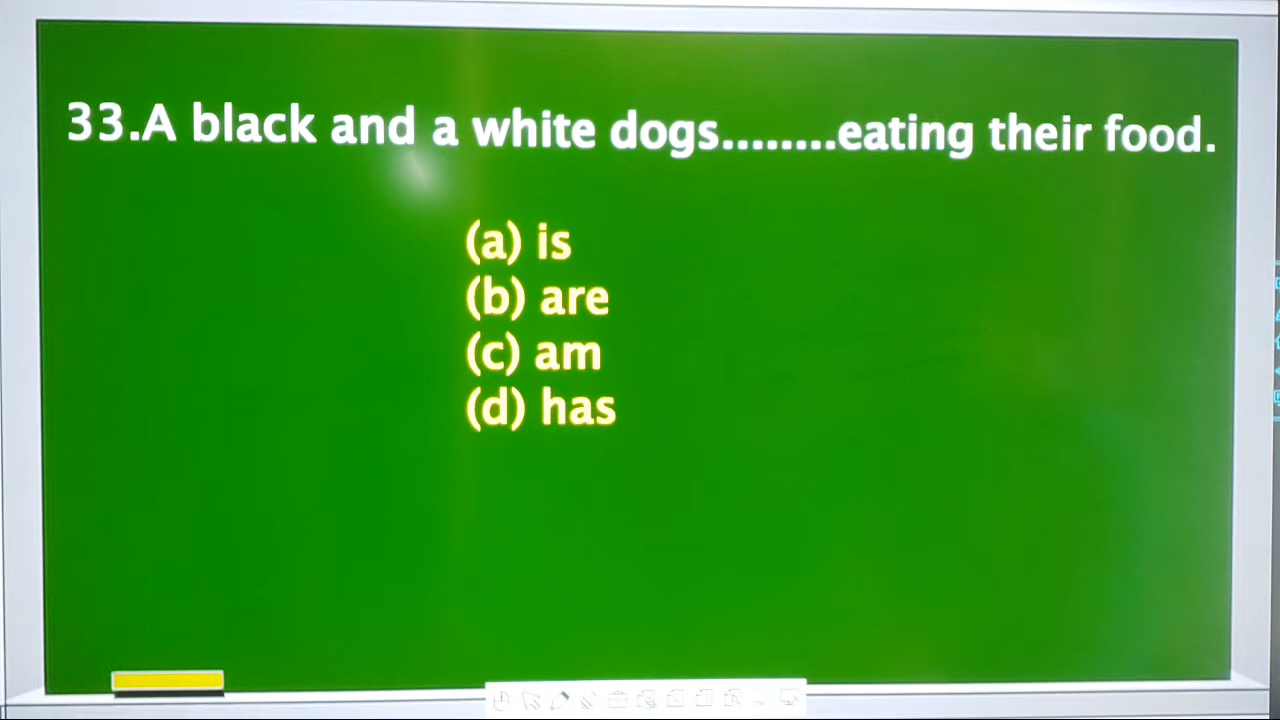 33.A black and a white dogs........eating their food.
(a) is
(b) are
(c) am
(d) has